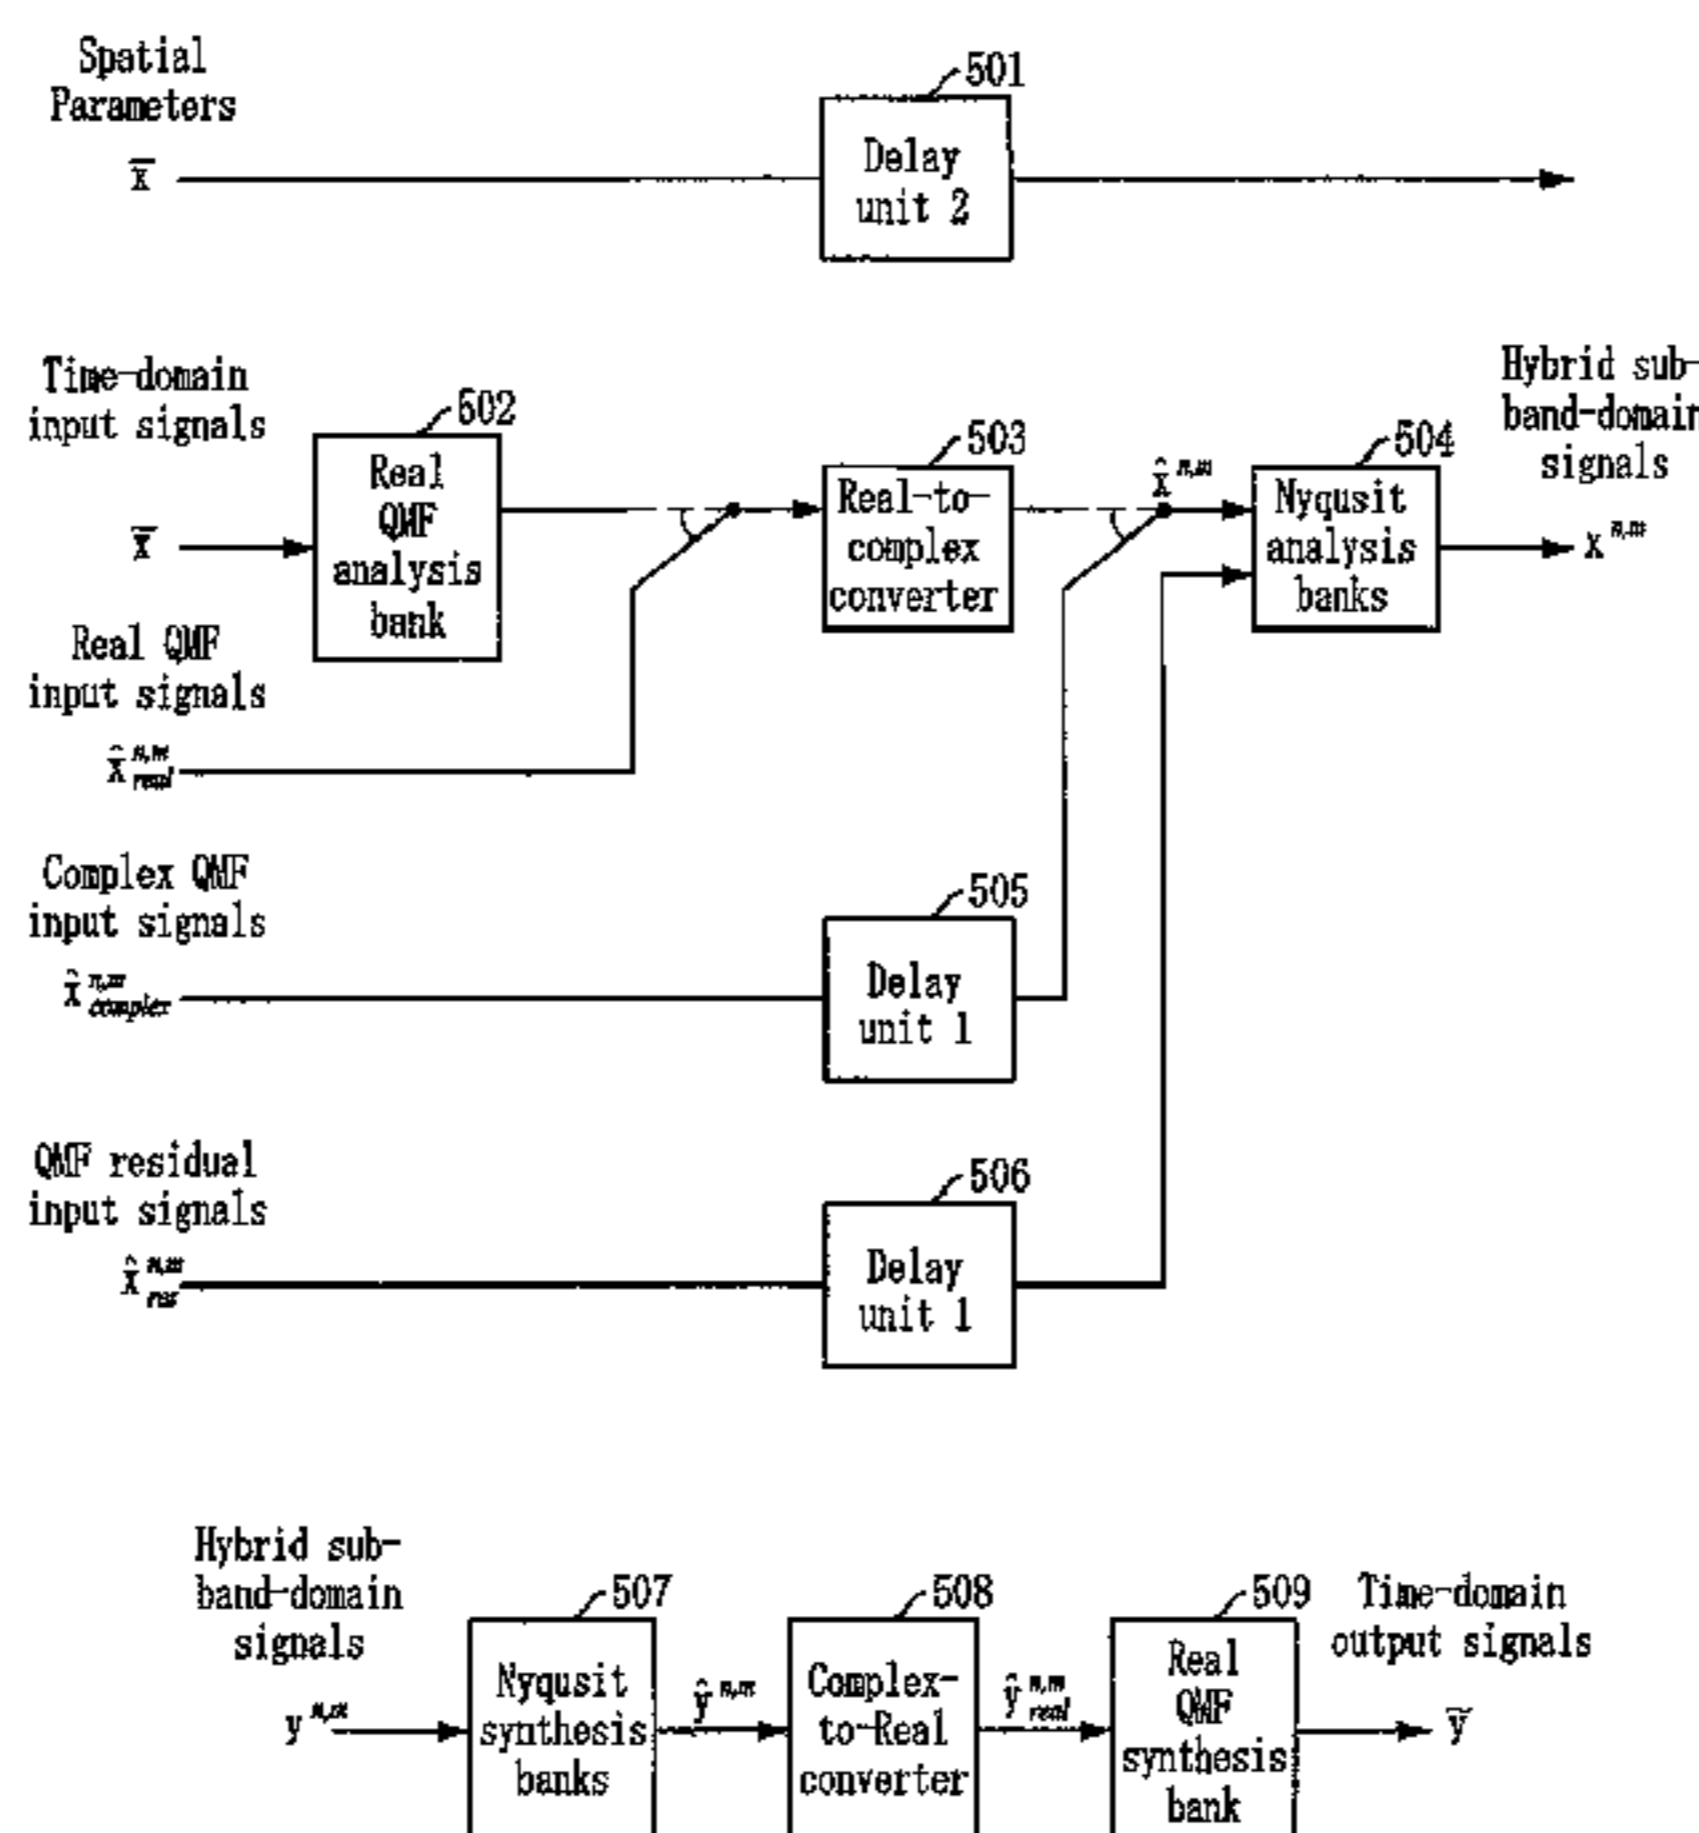 Spatial
Parameters
x̄
501
Delay
unit 2
Time-domain
input signals
x̄
502
Real
QMF
analysis
bank
503
Real-to-
complex
converter
x̂ n,m
504
Nyqusit
analysis
banks
Hybrid sub-
band-domain
signals
x n,m
Real QMF
input signals
x̂ n,m real
Complex QMF
input signals
x̂ n,m complex
505
Delay
unit 1
QMF residual
input signals
x̂ n,m res
506
Delay
unit 1
Hybrid sub-
band-domain
signals
y n,m
507
Nyqusit
synthesis
banks
ŷ n,m
508
Complex-
to-Real
converter
ŷ n,m real
509
Real
QMF
synthesis
bank
Time-domain
output signals
ỹ